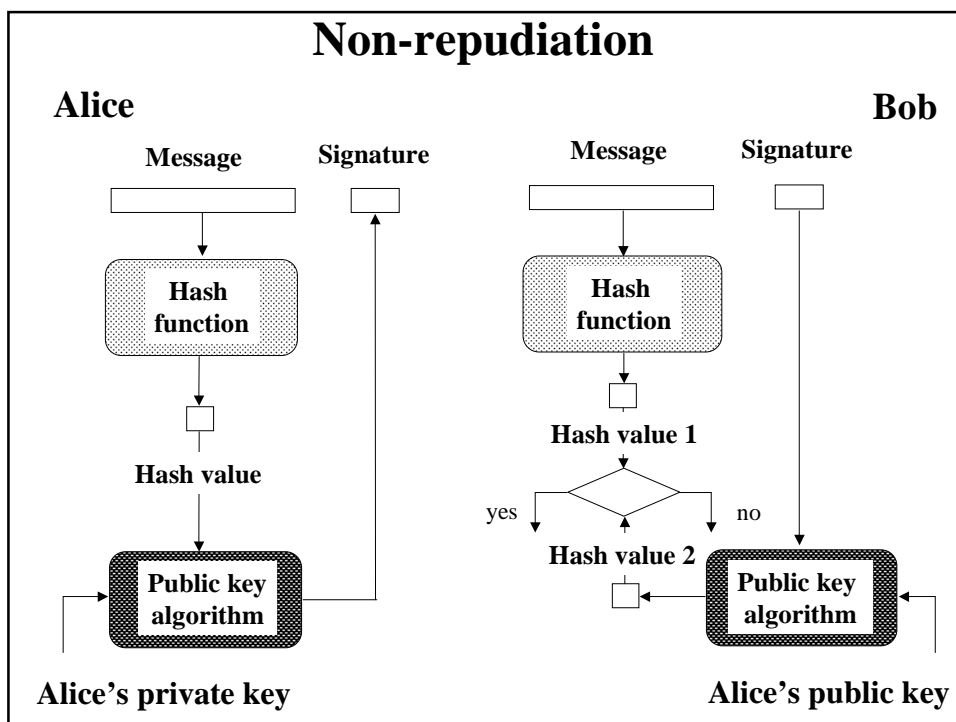 Non-repudiation
Alice
Bob
Message
Signature
Message
Signature
Hash
function
Hash
function
Hash value 1
Hash value
yes
no
Hash value 2
Public key
algorithm
Public key
algorithm
Alice's private key
Alice's public key